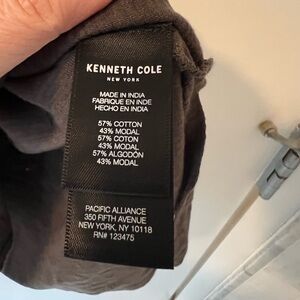 KENNETH COLE
NEW YORK
MADE IN INDIA
FABRIQUE EN INDE
HECHO EN INDIA
57% COTTON
43% MODAL
57% COTON
43% MODAL
57% ALGODÓN
43% MODAL
PACIFIC ALLIANCE
350 FIFTH AVENUE
NEW YORK, NY 10118
RN# 123475